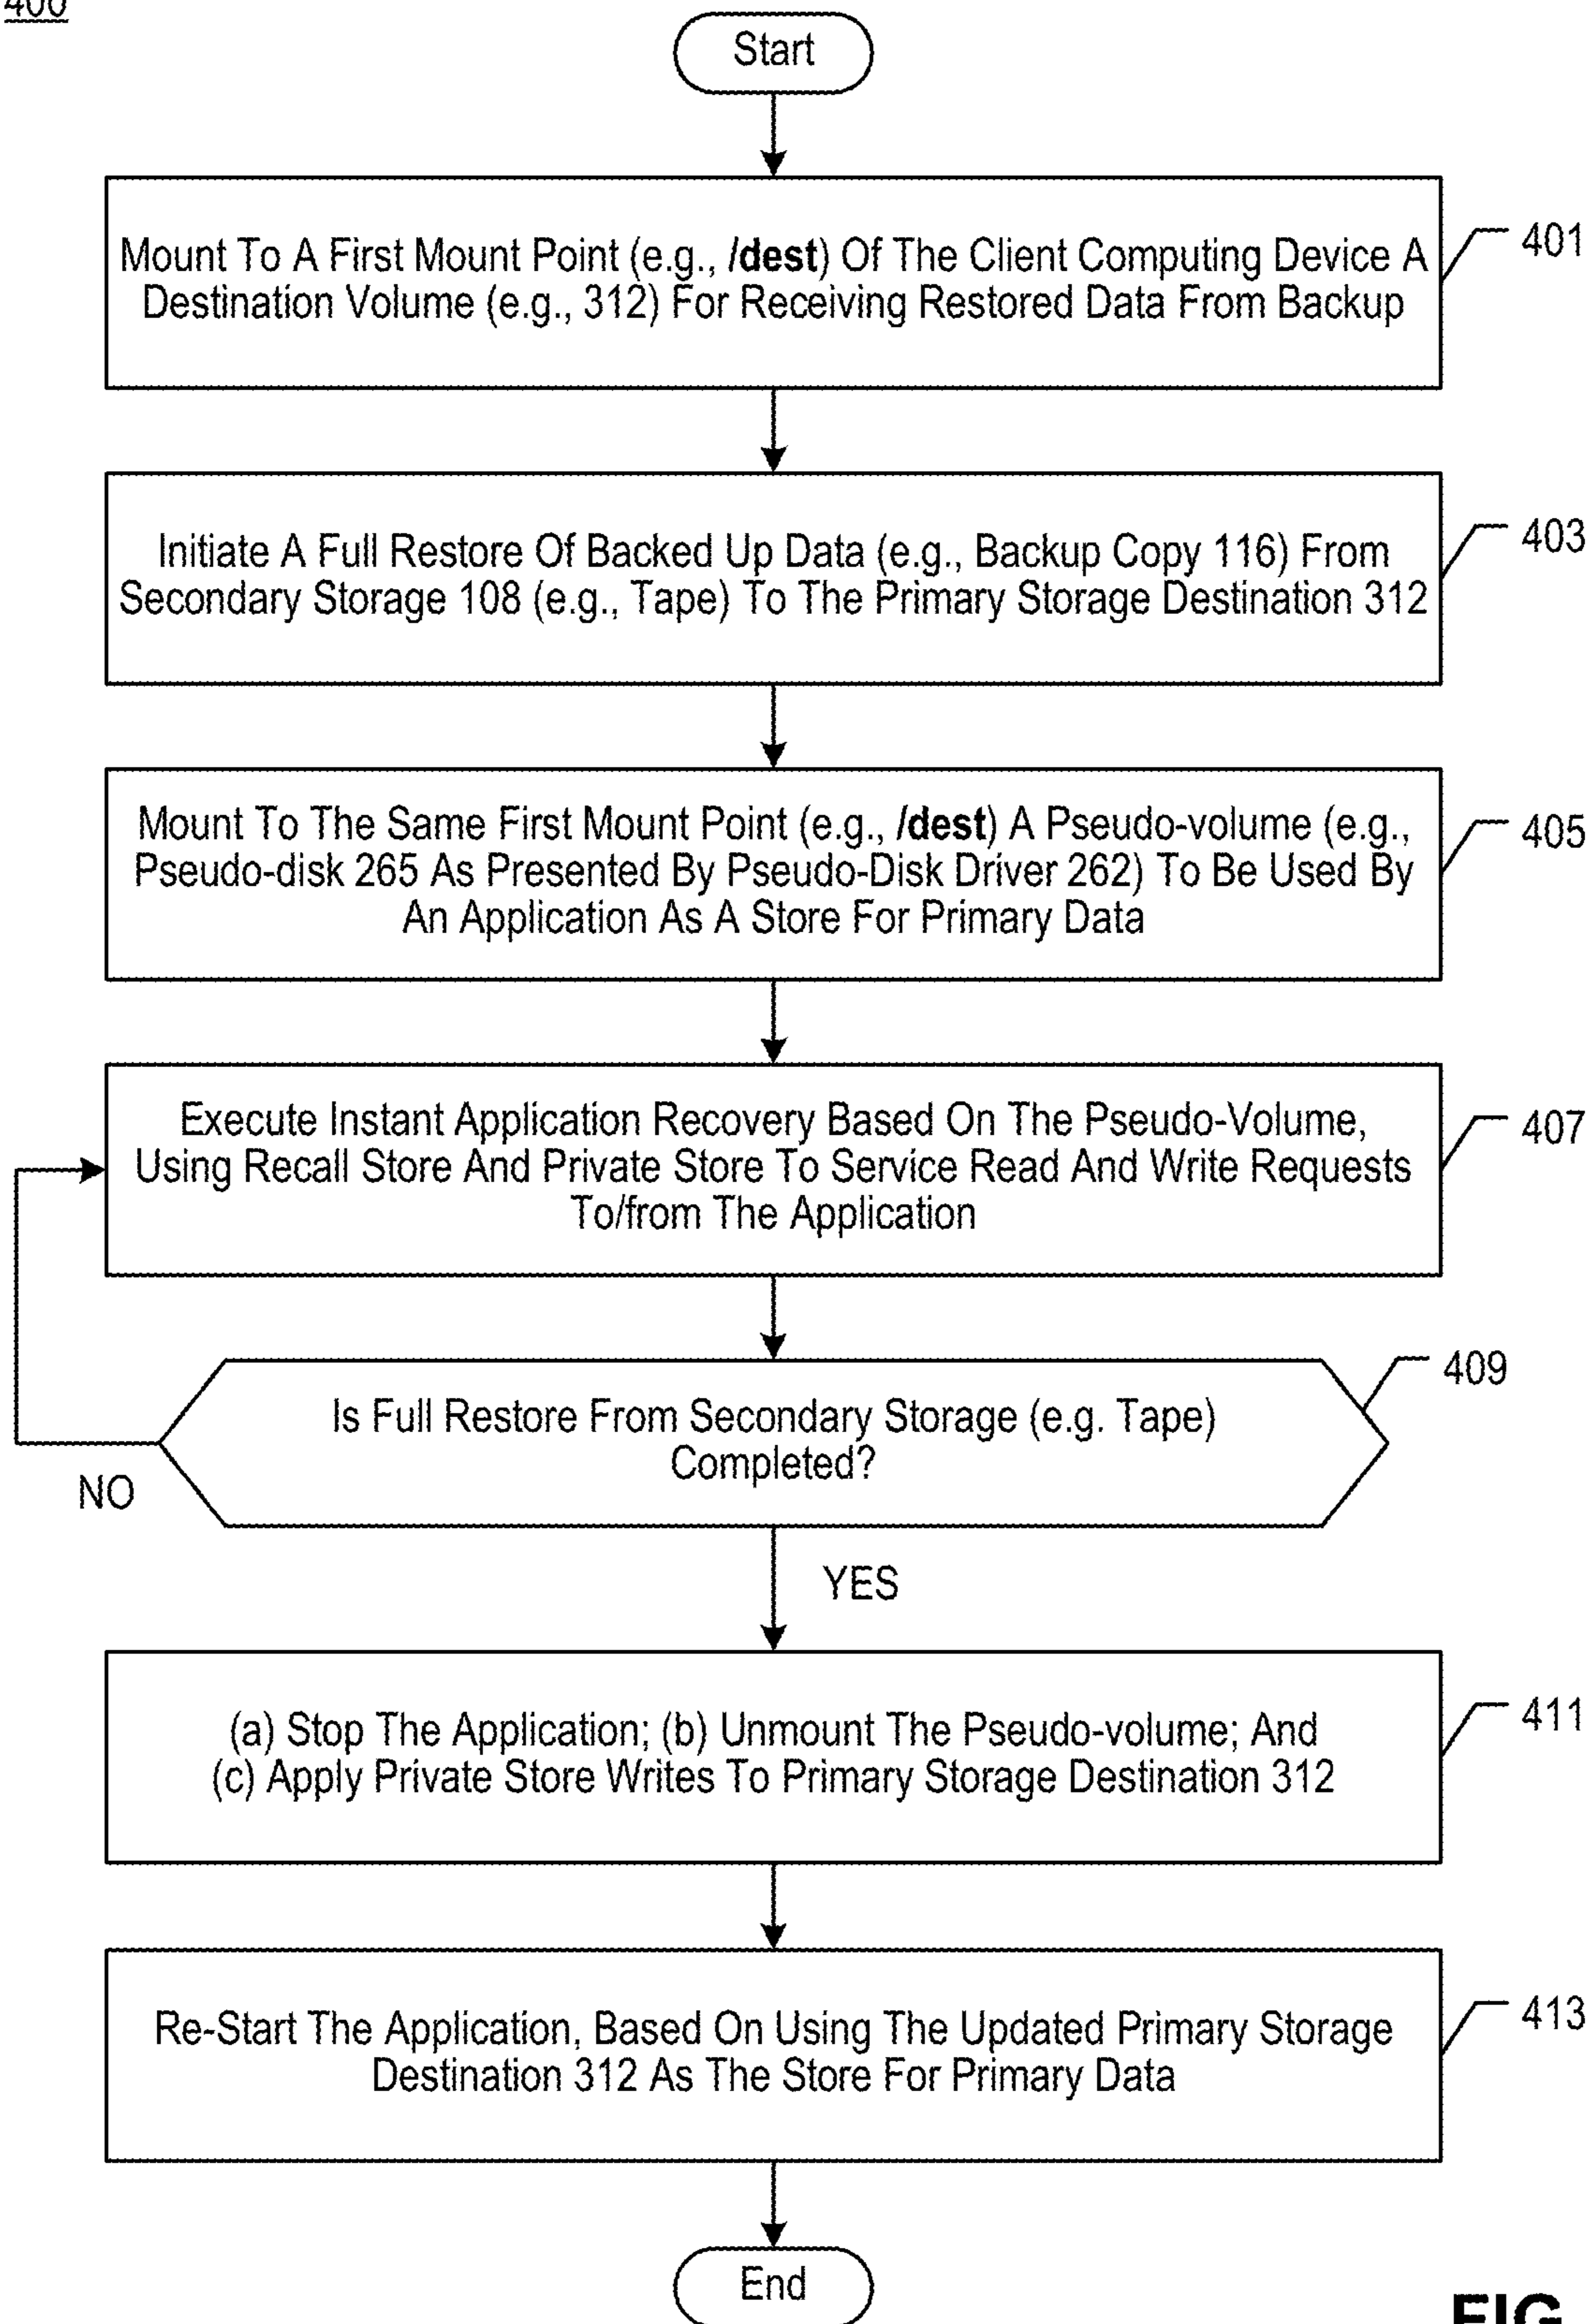 400
Start
Mount To A First Mount Point (e.g., /dest) Of The Client Computing Device A
Destination Volume (e.g., 312) For Receiving Restored Data From Backup
401
Initiate A Full Restore Of Backed Up Data (e.g., Backup Copy 116) From
Secondary Storage 108 (e.g., Tape) To The Primary Storage Destination 312
403
Mount To The Same First Mount Point (e.g., /dest) A Pseudo-volume (e.g.,
Pseudo-disk 265 As Presented By Pseudo-Disk Driver 262) To Be Used By
An Application As A Store For Primary Data
405
Execute Instant Application Recovery Based On The Pseudo-Volume,
Using Recall Store And Private Store To Service Read And Write Requests
To/from The Application
407
Is Full Restore From Secondary Storage (e.g. Tape)
Completed?
409
NO
YES
(a) Stop The Application; (b) Unmount The Pseudo-volume; And
(c) Apply Private Store Writes To Primary Storage Destination 312
411
Re-Start The Application, Based On Using The Updated Primary Storage
Destination 312 As The Store For Primary Data
413
End
FIG